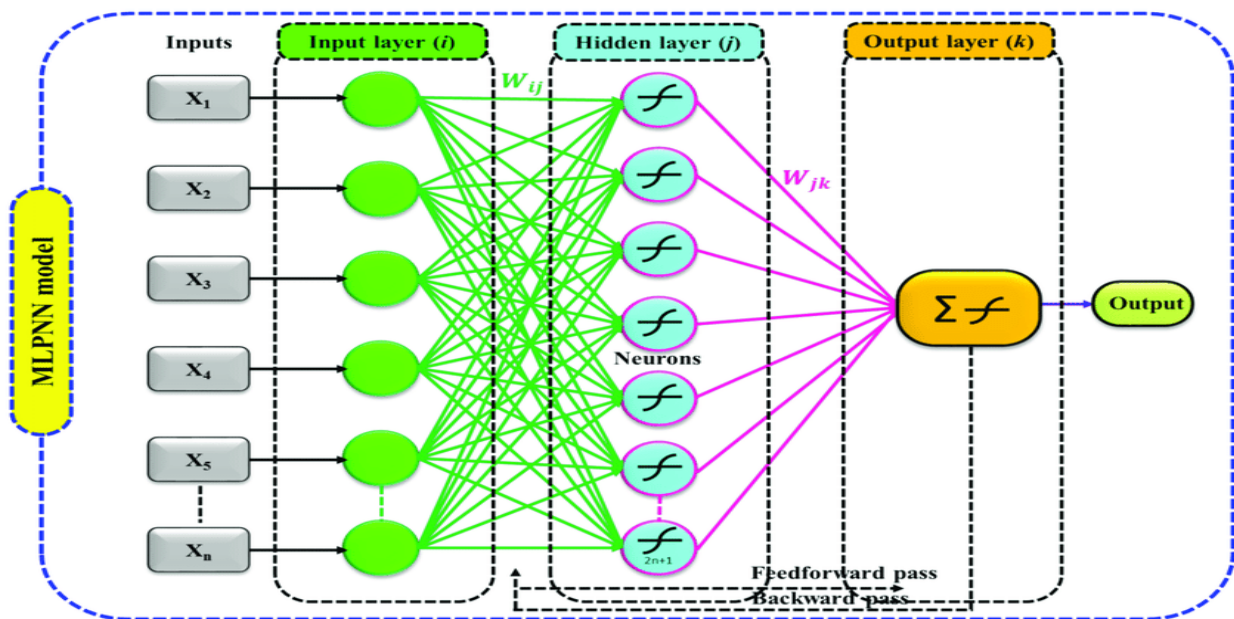 Inputs
Input layer (i)
Hidden layer (j)
Output layer (k)
X₁
X₂
X₃
X₄
X₅
Xₙ
MLPNN model
Wᵢⱼ
Wⱼₖ
Neurons
2n+1
Σ
Output
Feedforward pass
Backward pass